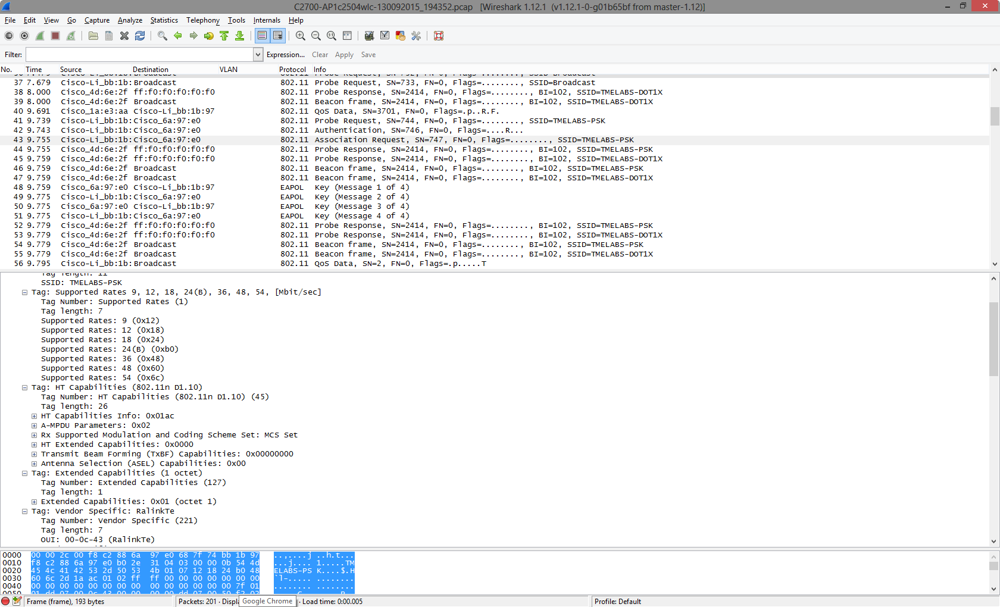 C2700-AP1c2504wlc-130092015_194352.pcap [Wireshark 1.12.1 (v1.12.1-0-g01b65bf from master-1.12)]
File Edit View Go Capture Analyze Statistics Telephony Tools Internals Help
Filter: Expression... Clear Apply Save
No. Time Source Destination VLAN Protocol Info
37 7.679 Cisco-Li_bb:1b: Broadcast 802.11 Probe Request, SN=733, FN=0, Flags=........, SSID=Broadcast
38 8.000 Cisco_4d:6e:2f ff:f0:f0:f0:f0:f0 802.11 Probe Response, SN=2414, FN=0, Flags=........, BI=102, SSID=TMELABS-DOT1X
39 8.000 Cisco_4d:6e:2f Broadcast 802.11 Beacon frame, SN=2414, FN=0, Flags=........, BI=102, SSID=TMELABS-DOT1X
40 9.691 Cisco_1a:e3:aa Cisco-Li_bb:1b:97 802.11 QoS Data, SN=3701, FN=0, Flags=.p..R.F.
41 9.739 Cisco-Li_bb:1b: Cisco_6a:97:e0 802.11 Probe Request, SN=744, FN=0, Flags=........, SSID=TMELABS-PSK
42 9.743 Cisco-Li_bb:1b: Cisco_6a:97:e0 802.11 Authentication, SN=746, FN=0, Flags=....R...
43 9.755 Cisco-Li_bb:1b: Cisco_6a:97:e0 802.11 Association Request, SN=747, FN=0, Flags=........, SSID=TMELABS-PSK
44 9.755 Cisco_4d:6e:2f ff:f0:f0:f0:f0:f0 802.11 Probe Response, SN=2414, FN=0, Flags=........, BI=102, SSID=TMELABS-PSK
45 9.759 Cisco_4d:6e:2f ff:f0:f0:f0:f0:f0 802.11 Probe Response, SN=2414, FN=0, Flags=........, BI=102, SSID=TMELABS-DOT1X
46 9.759 Cisco_4d:6e:2f Broadcast 802.11 Beacon frame, SN=2414, FN=0, Flags=........, BI=102, SSID=TMELABS-PSK
47 9.759 Cisco_4d:6e:2f Broadcast 802.11 Beacon frame, SN=2414, FN=0, Flags=........, BI=102, SSID=TMELABS-DOT1X
48 9.759 Cisco_6a:97:e0 Cisco-Li_bb:1b:97 EAPOL Key (Message 1 of 4)
49 9.775 Cisco-Li_bb:1b: Cisco_6a:97:e0 EAPOL Key (Message 2 of 4)
50 9.775 Cisco_6a:97:e0 Cisco-Li_bb:1b:97 EAPOL Key (Message 3 of 4)
51 9.775 Cisco-Li_bb:1b: Cisco_6a:97:e0 EAPOL Key (Message 4 of 4)
52 9.779 Cisco_4d:6e:2f ff:f0:f0:f0:f0:f0 802.11 Probe Response, SN=2414, FN=0, Flags=........, BI=102, SSID=TMELABS-PSK
53 9.779 Cisco_4d:6e:2f ff:f0:f0:f0:f0:f0 802.11 Probe Response, SN=2414, FN=0, Flags=........, BI=102, SSID=TMELABS-DOT1X
54 9.779 Cisco_4d:6e:2f Broadcast 802.11 Beacon frame, SN=2414, FN=0, Flags=........, BI=102, SSID=TMELABS-PSK
55 9.779 Cisco_4d:6e:2f Broadcast 802.11 Beacon frame, SN=2414, FN=0, Flags=........, BI=102, SSID=TMELABS-DOT1X
56 9.795 Cisco-Li_bb:1b: Broadcast 802.11 QoS Data, SN=2, FN=0, Flags=.p.....T
Tag length: 11
SSID: TMELABS-PSK
Tag: Supported Rates 9, 12, 18, 24(B), 36, 48, 54, [Mbit/sec]
Tag Number: Supported Rates (1)
Tag length: 7
Supported Rates: 9 (0x12)
Supported Rates: 12 (0x18)
Supported Rates: 18 (0x24)
Supported Rates: 24(B) (0xb0)
Supported Rates: 36 (0x48)
Supported Rates: 48 (0x60)
Supported Rates: 54 (0x6c)
Tag: HT Capabilities (802.11n D1.10)
Tag Number: HT Capabilities (802.11n D1.10) (45)
Tag length: 26
HT Capabilities Info: 0x01ac
A-MPDU Parameters: 0x02
Rx Supported Modulation and Coding Scheme Set: MCS Set
HT Extended Capabilities: 0x0000
Transmit Beam Forming (TxBF) Capabilities: 0x00000000
Antenna Selection (ASEL) Capabilities: 0x00
Tag: Extended Capabilities (1 octet)
Tag Number: Extended Capabilities (127)
Tag length: 1
Extended Capabilities: 0x01 (octet 1)
Tag: Vendor Specific: RalinkTe
Tag Number: Vendor Specific (221)
Tag length: 7
OUI: 00-0c-43 (RalinkTe)
0000 00 00 2c 00 f8 c2 88 6a 97 e0 68 7f 74 bb 1b 97 ..,....j ..h.t...
0010 f8 c2 88 6a 97 e0 b0 2e 31 04 03 00 00 0b 54 4d ...j.... 1.....TM
0020 45 4c 41 42 53 2d 50 53 4b 01 07 12 18 24 b0 48 ELABS-PS K....$.H
0030 60 6c 2d 1a ac 01 02 ff ff 00 00 00 00 00 00 00 `l-..... ........
0040 00 00 00 00 00 00 00 00 00 00 00 00 00 00 7f 01 ........ ........
0050 01 dd 07 00 0c 43 00 00 00 00 dd 07 00 50 f2 02
Frame (frame), 193 bytes Packets: 201 · Displa Google Chrome · Load time: 0:00.005 Profile: Default